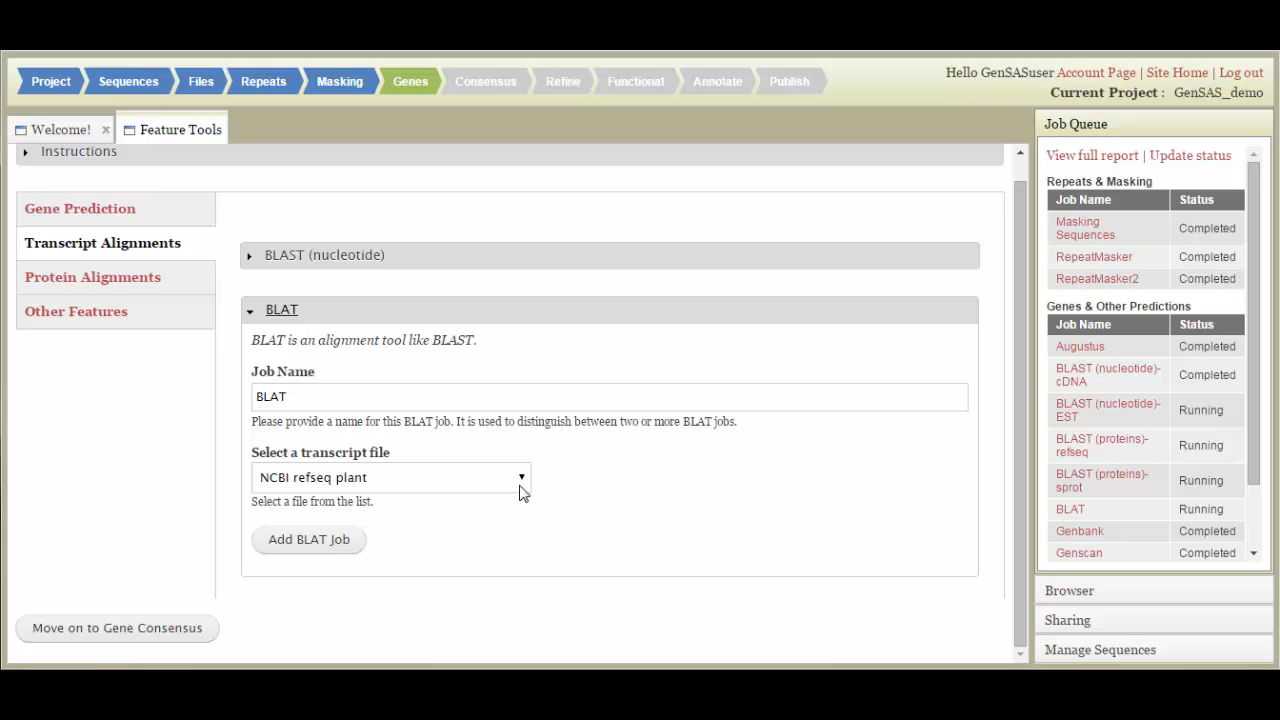 Project Sequences Files Repeats Masking Genes Consensus Refine Functional Annotate Publish
Hello GenSASuser Account Page | Site Home | Log out
Current Project : GenSAS_demo
Welcome! x Feature Tools
Instructions
Gene Prediction
Transcript Alignments
Protein Alignments
Other Features
BLAST (nucleotide)
BLAT
BLAT is an alignment tool like BLAST.
Job Name
BLAT
Please provide a name for this BLAT job. It is used to distinguish between two or more BLAT jobs.
Select a transcript file
NCBI refseq plant
Select a file from the list.
Add BLAT Job
Move on to Gene Consensus
Job Queue
View full report | Update status
Repeats & Masking
Job Name Status
Masking
Sequences Completed
RepeatMasker Completed
RepeatMasker2 Completed
Genes & Other Predictions
Job Name Status
Augustus Completed
BLAST (nucleotide)-
cDNA Completed
BLAST (nucleotide)-
EST Running
BLAST (proteins)-
refseq Running
BLAST (proteins)-
sprot Running
BLAT Running
Genbank Completed
Genscan Completed
Browser
Sharing
Manage Sequences